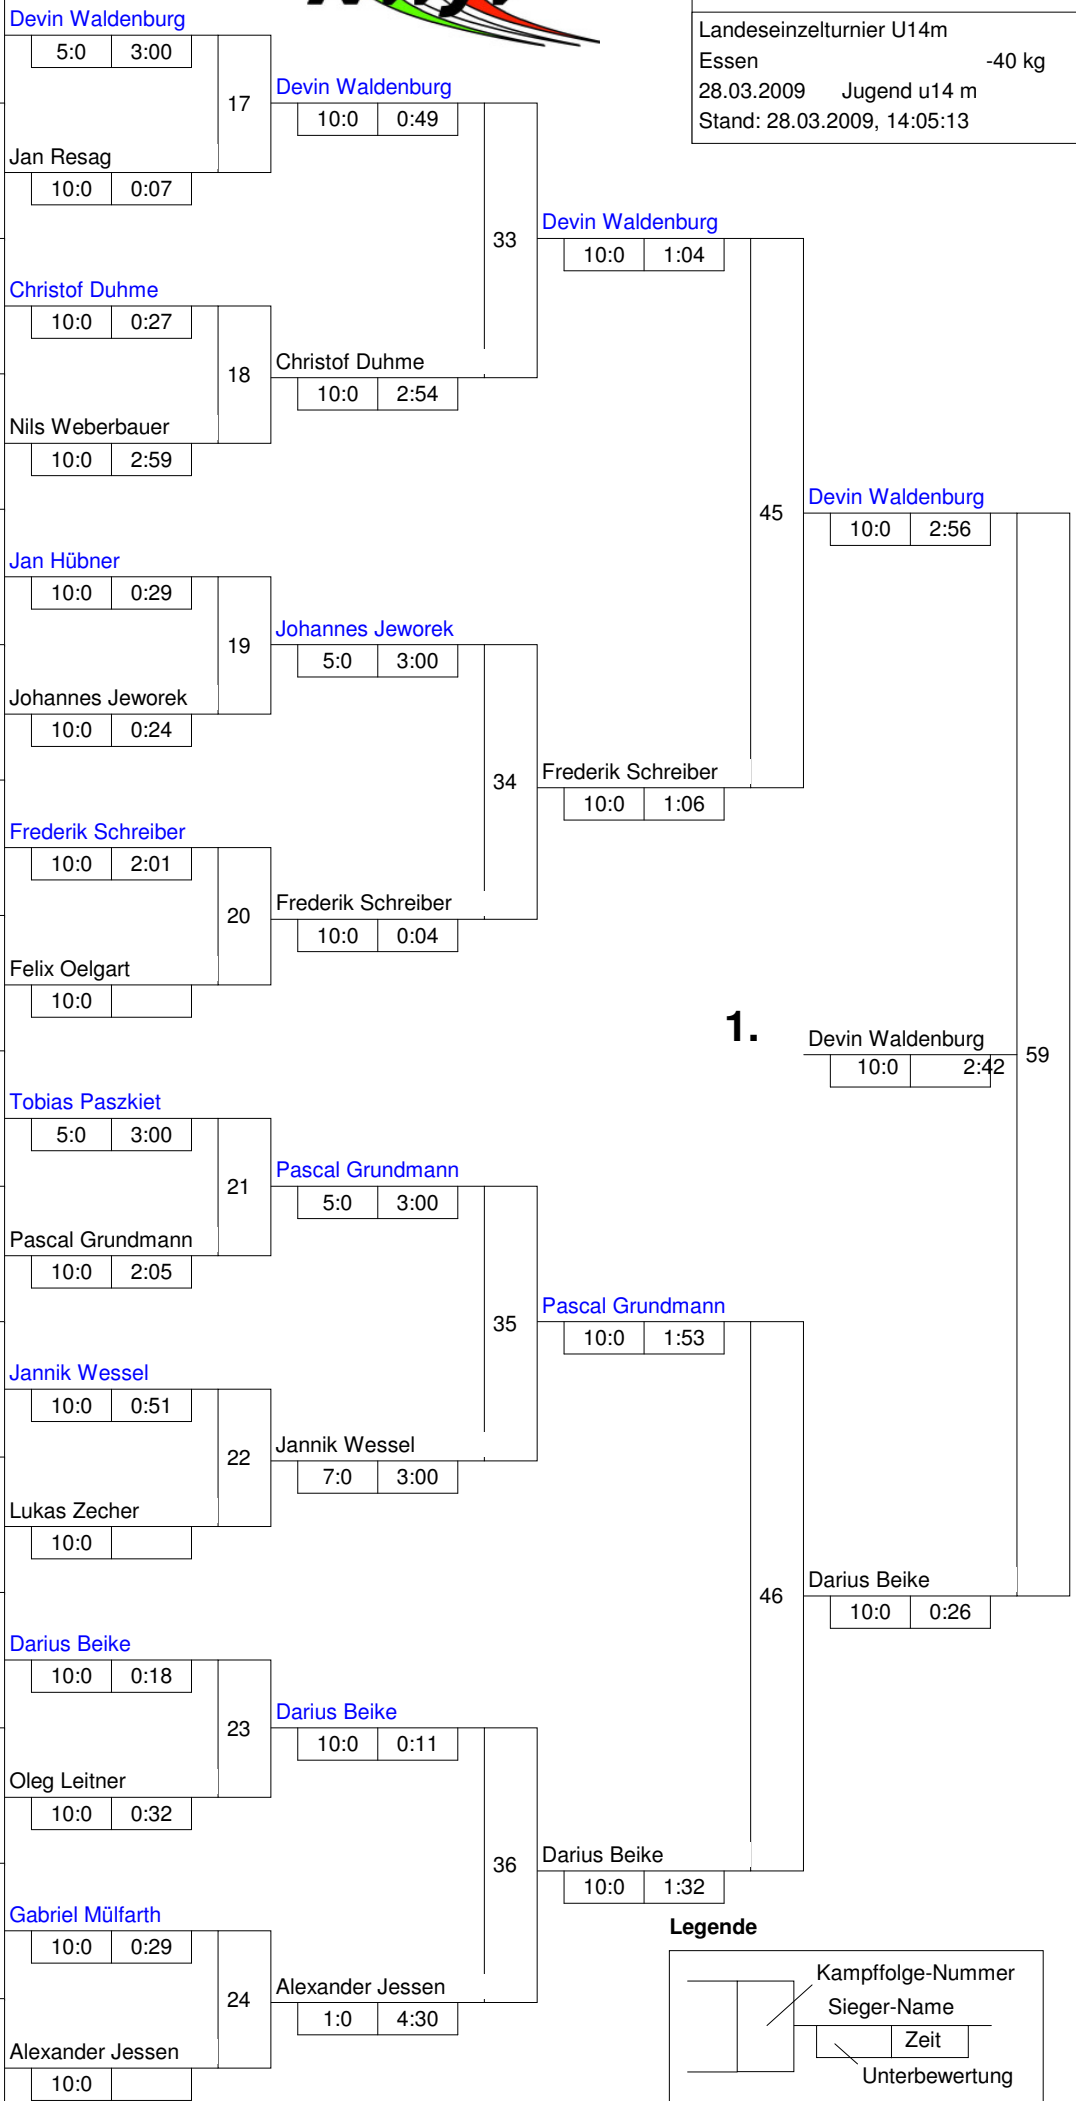 Landeseinzelturnier U14m
Essen -40 kg
28.03.2009 Jugend u14 m
Stand: 28.03.2009, 14:05:13
Devin Waldenburg
5:0 3:00
17
Jan Resag
10:0 0:07
Christof Duhme
10:0 0:27
18
Nils Weberbauer
10:0 2:59
Jan Hübner
10:0 0:29
19
Johannes Jeworek
10:0 0:24
Frederik Schreiber
10:0 2:01
20
Felix Oelgart
10:0
Tobias Paszkiet
5:0 3:00
21
Pascal Grundmann
10:0 2:05
Jannik Wessel
10:0 0:51
22
Lukas Zecher
10:0
Darius Beike
10:0 0:18
23
Oleg Leitner
10:0 0:32
Gabriel Mülfarth
10:0 0:29
24
Alexander Jessen
10:0
Devin Waldenburg
10:0 0:49
33
Christof Duhme
10:0 2:54
Johannes Jeworek
5:0 3:00
34
Frederik Schreiber
10:0 0:04
Pascal Grundmann
5:0 3:00
35
Jannik Wessel
7:0 3:00
Darius Beike
10:0 0:11
36
Alexander Jessen
1:0 4:30
Devin Waldenburg
10:0 1:04
45
Frederik Schreiber
10:0 1:06
Pascal Grundmann
10:0 1:53
46
Darius Beike
10:0 1:32
Devin Waldenburg
10:0 2:56
59
Darius Beike
10:0 0:26
1. Devin Waldenburg
10:0 2:42
Legende
Kampffolge-Nummer
Sieger-Name
Zeit
Unterbewertung